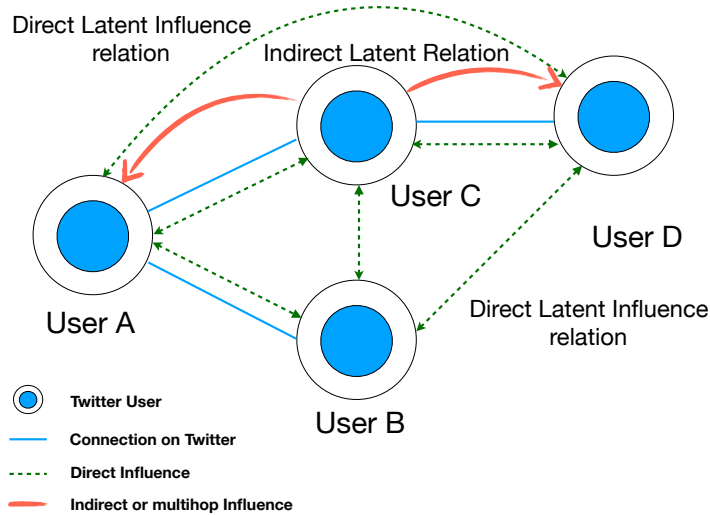 Direct Latent Influence
relation
Indirect Latent Relation
User C
User D
User A
Direct Latent Influence
relation
User B
Twitter User
Connection on Twitter
Direct Influence
Indirect or multihop Influence